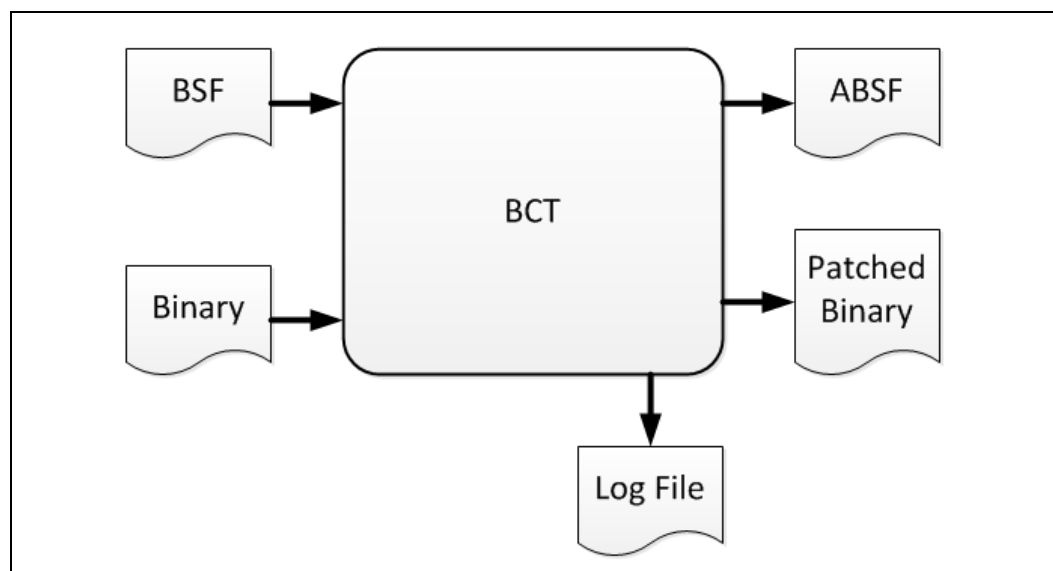 BSF
ABSF
BCT
Binary
Patched
Binary
Log File